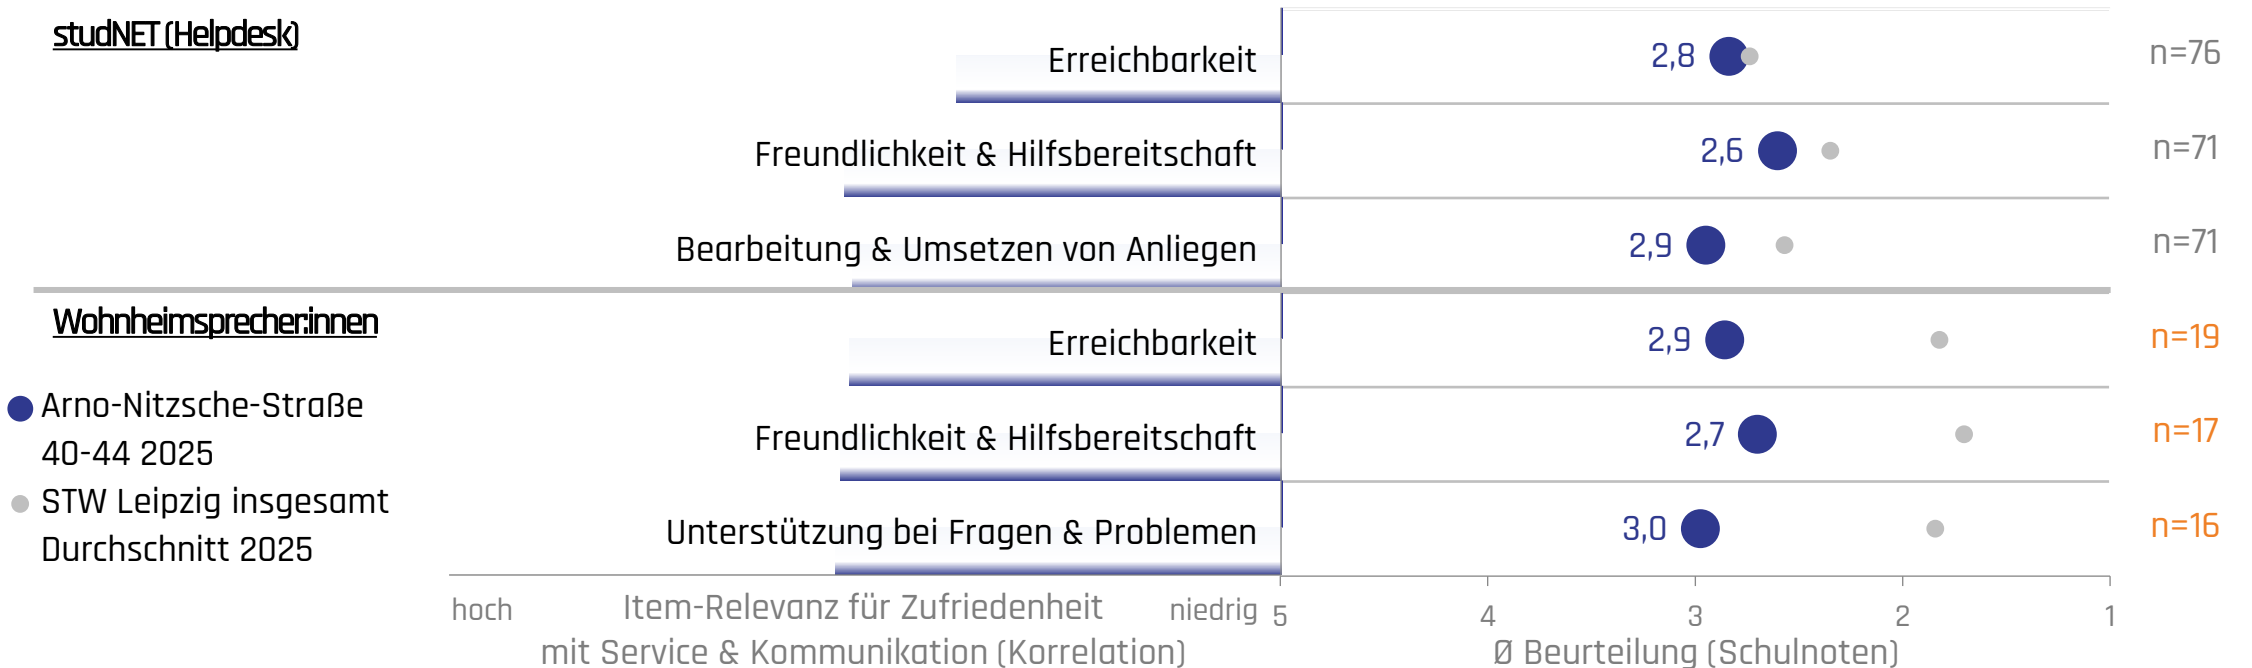 studNET (Helpdesk)
Erreichbarkeit
2,8
n=76
Freundlichkeit & Hilfsbereitschaft
2,6
n=71
Bearbeitung & Umsetzen von Anliegen
2,9
n=71
Wohnheimsprecher:innen
Erreichbarkeit
2,9
n=19
Freundlichkeit & Hilfsbereitschaft
2,7
n=17
Unterstützung bei Fragen & Problemen
3,0
n=16
Arno-Nitzsche-Straße
40-44 2025
STW Leipzig insgesamt
Durchschnitt 2025
hoch
Item-Relevanz für Zufriedenheit
niedrig
mit Service & Kommunikation (Korrelation)
5 4 3 2 1
Ø Beurteilung (Schulnoten)